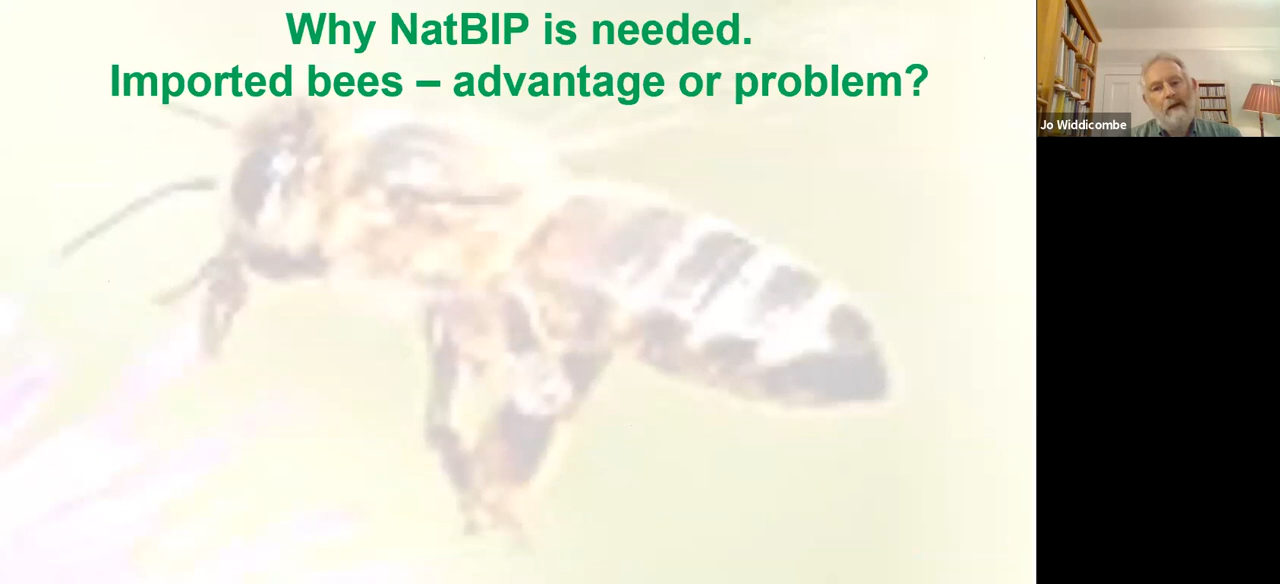 Why NatBIP is needed.
Imported bees – advantage or problem?
Jo Widdicombe